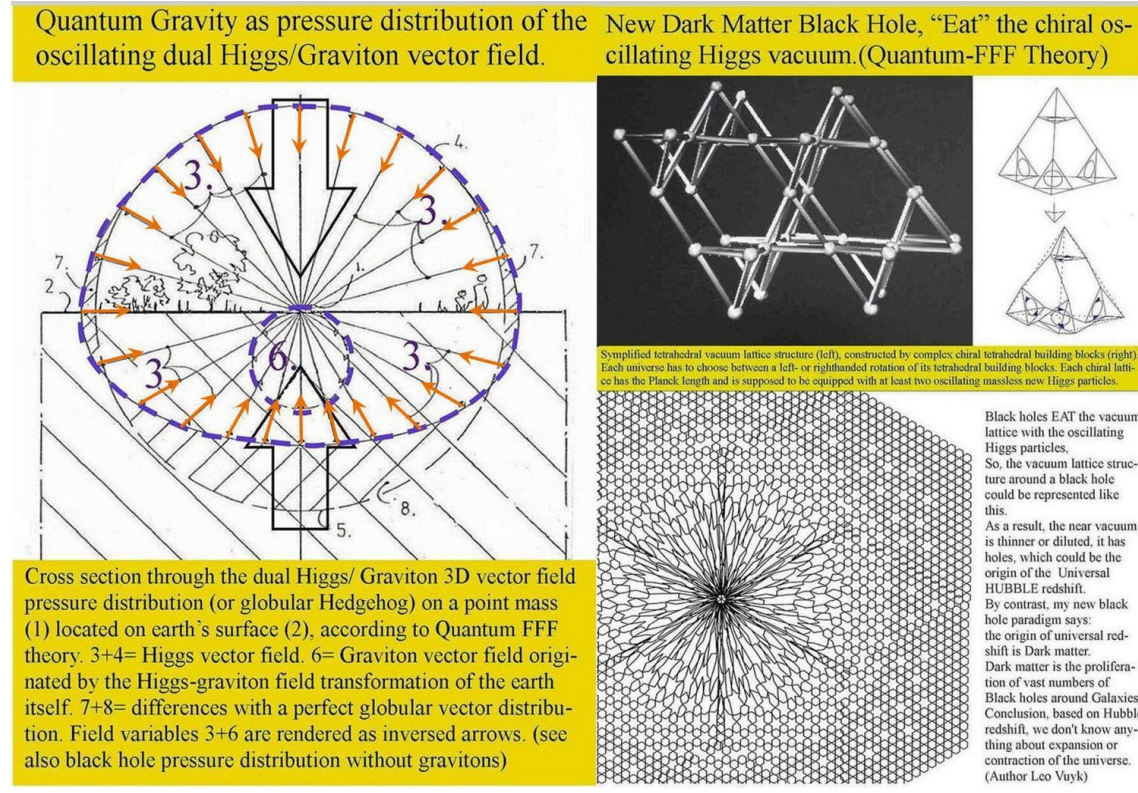 Quantum Gravity as pressure distribution of the
oscillating dual Higgs/Graviton vector field.
4.
3.
3.
7.
7.
2.
1.
3
6.
3.
8.
5.
Cross section through the dual Higgs/ Graviton 3D vector field
pressure distribution (or globular Hedgehog) on a point mass
(1) located on earth's surface (2), according to Quantum FFF
theory. 3+4= Higgs vector field. 6= Graviton vector field origi-
nated by the Higgs-graviton field transformation of the earth
itself. 7+8= differences with a perfect globular vector distribu-
tion. Field variables 3+6 are rendered as inversed arrows. (see
also black hole pressure distribution without gravitons)
New Dark Matter Black Hole, “Eat” the chiral os-
cillating Higgs vacuum.(Quantum-FFF Theory)
Symplified tetrahedral vacuum lattice structure (left), constructed by complex chiral tetrahedral building blocks (right).
Each universe has to choose between a left- or righthanded rotation of its tetrahedral building blocks. Each chiral latti-
ce has the Planck length and is supposed to be equipped with at least two oscillating massless new Higgs particles.
Black holes EAT the vacuum
lattice with the oscillating
Higgs particles,
So, the vacuum lattice struc-
ture around a black hole
could be represented like
this.
As a result, the near vacuum
is thinner or diluted, it has
holes, which could be the
origin of the Universal
HUBBLE redshift.
By contrast, my new black
hole paradigm says:
the origin of universal red-
shift is Dark matter.
Dark matter is the prolifera-
tion of vast numbers of
Black holes around Galaxies
Conclusion, based on Hubble
redshift, we don't know any-
thing about expansion or
contraction of the universe.
(Author Leo Vuyk)